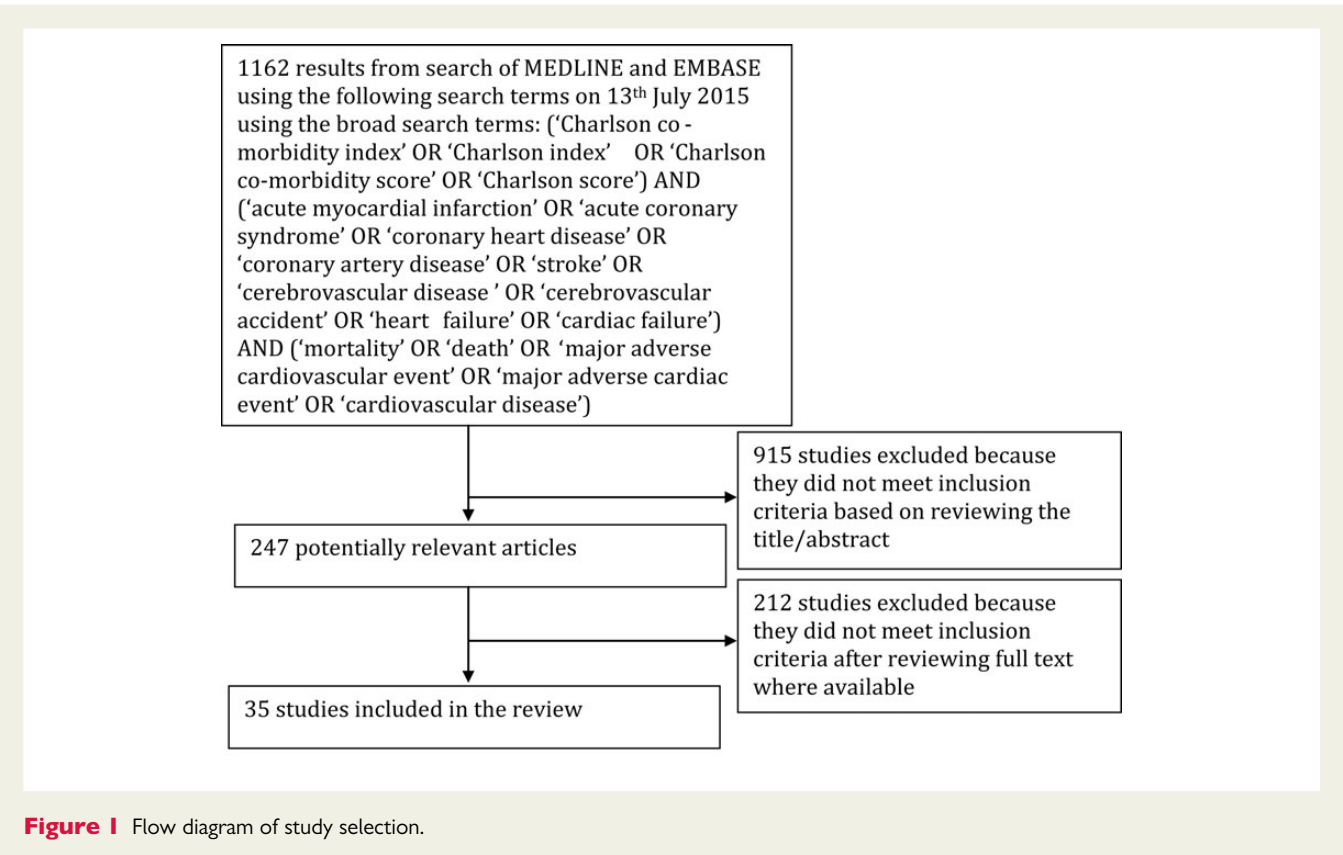 1162 results from search of MEDLINE and EMBASE
using the following search terms on 13th July 2015
using the broad search terms: (‘Charlson co -
morbidity index’ OR ‘Charlson index’ OR ‘Charlson
co-morbidity score’ OR ‘Charlson score’) AND
(‘acute myocardial infarction’ OR ‘acute coronary
syndrome’ OR ‘coronary heart disease’ OR
‘coronary artery disease’ OR ‘stroke’ OR
‘cerebrovascular disease ’ OR ‘cerebrovascular
accident’ OR ‘heart failure’ OR ‘cardiac failure’)
AND (‘mortality’ OR ‘death’ OR ‘major adverse
cardiovascular event’ OR ‘major adverse cardiac
event’ OR ‘cardiovascular disease’)
915 studies excluded because
they did not meet inclusion
criteria based on reviewing the
title/abstract
247 potentially relevant articles
212 studies excluded because
they did not meet inclusion
criteria after reviewing full text
where available
35 studies included in the review
Figure 1 Flow diagram of study selection.